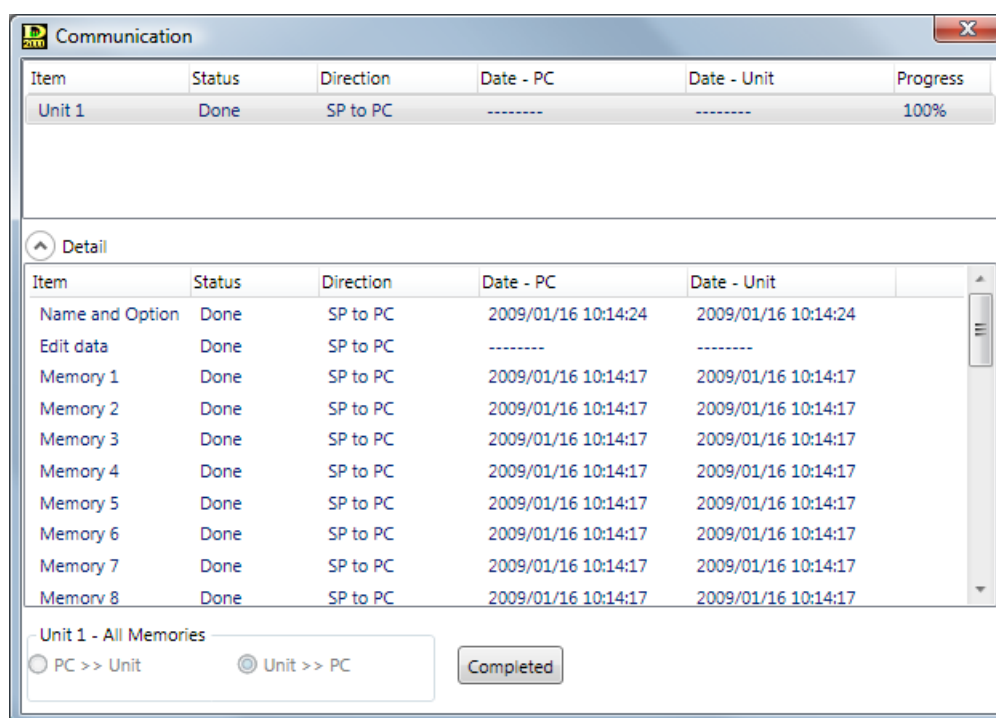 Communication
Item Status Direction Date - PC Date - Unit Progress
Unit 1 Done SP to PC -------- -------- 100%
Detail
Item Status Direction Date - PC Date - Unit
Name and Option Done SP to PC 2009/01/16 10:14:24 2009/01/16 10:14:24
Edit data Done SP to PC -------- --------
Memory 1 Done SP to PC 2009/01/16 10:14:17 2009/01/16 10:14:17
Memory 2 Done SP to PC 2009/01/16 10:14:17 2009/01/16 10:14:17
Memory 3 Done SP to PC 2009/01/16 10:14:17 2009/01/16 10:14:17
Memory 4 Done SP to PC 2009/01/16 10:14:17 2009/01/16 10:14:17
Memory 5 Done SP to PC 2009/01/16 10:14:17 2009/01/16 10:14:17
Memory 6 Done SP to PC 2009/01/16 10:14:17 2009/01/16 10:14:17
Memory 7 Done SP to PC 2009/01/16 10:14:17 2009/01/16 10:14:17
Memory 8 Done SP to PC 2009/01/16 10:14:17 2009/01/16 10:14:17
Unit 1 - All Memories
PC >> Unit Unit >> PC Completed